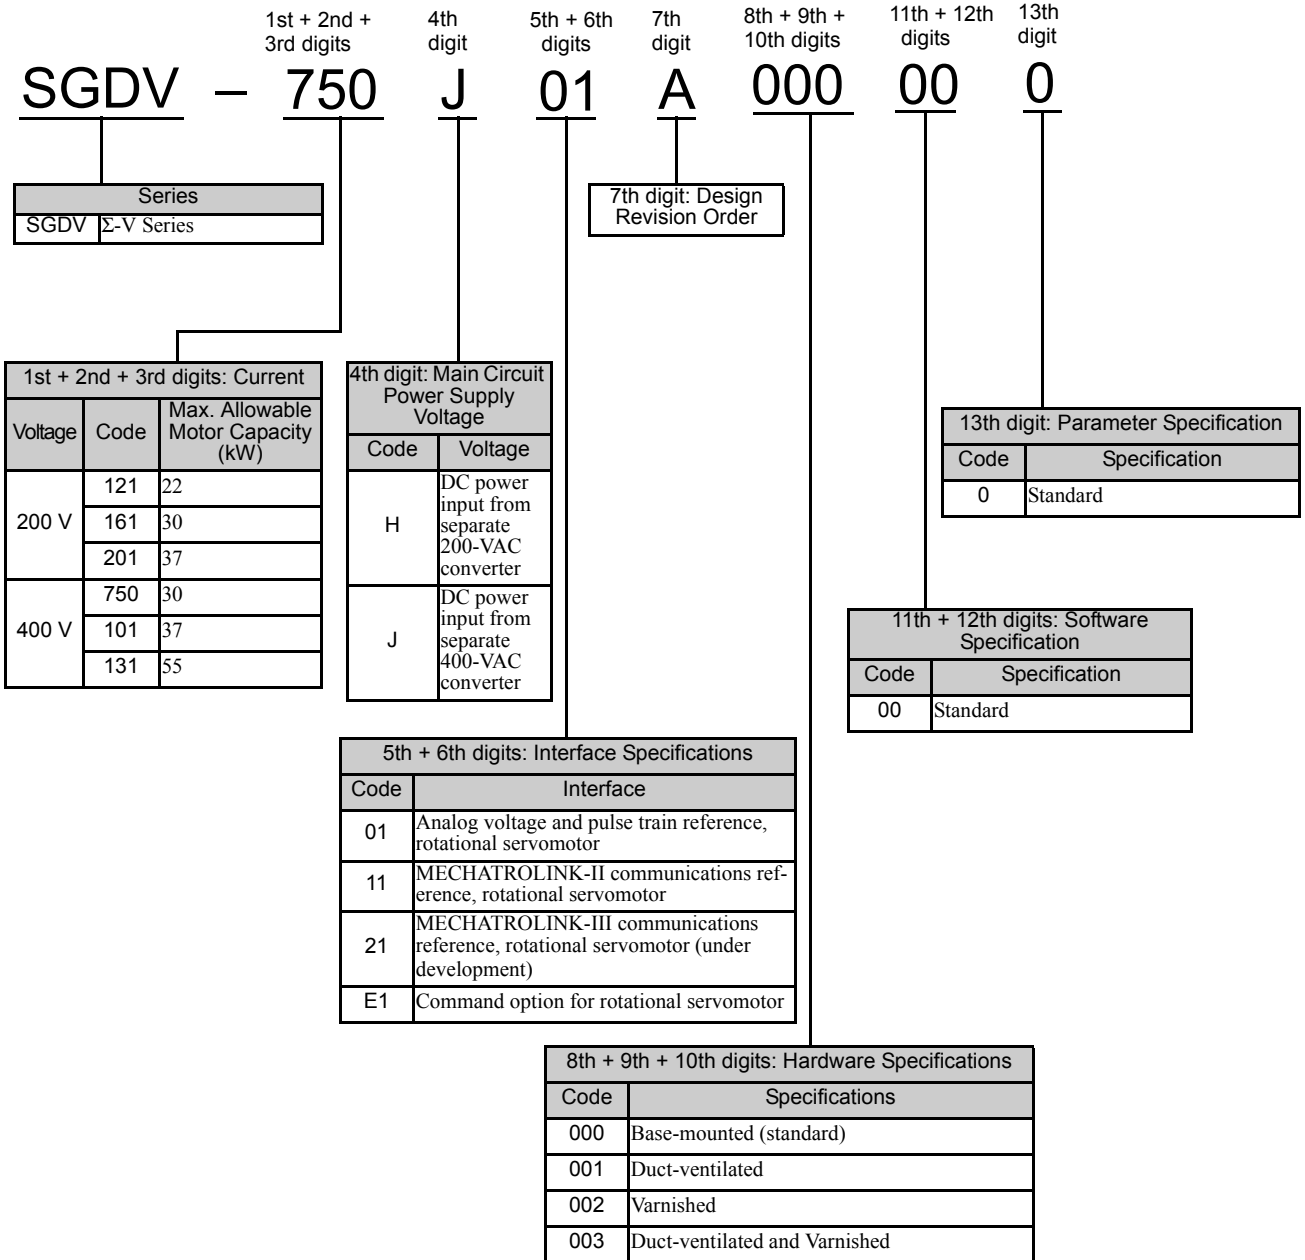 1st + 2nd +
3rd digits
4th
digit
5th + 6th
digits
7th
digit
8th + 9th +
10th digits
11th + 12th
digits
13th
digit
SGDV – 750 J 01 A 000 00 0
Series
SGDV Σ-V Series
7th digit: Design
Revision Order
1st + 2nd + 3rd digits: Current
Voltage Code Max. Allowable
Motor Capacity
(kW)
200 V
121 22
161 30
201 37
400 V
750 30
101 37
131 55
4th digit: Main Circuit
Power Supply
Voltage
Code Voltage
H
DC power
input from
separate
200-VAC
converter
J
DC power
input from
separate
400-VAC
converter
13th digit: Parameter Specification
Code Specification
0 Standard
11th + 12th digits: Software
Specification
Code Specification
00 Standard
5th + 6th digits: Interface Specifications
Code Interface
01 Analog voltage and pulse train reference,
rotational servomotor
11 MECHATROLINK-II communications ref-
erence, rotational servomotor
21 MECHATROLINK-III communications
reference, rotational servomotor (under
development)
E1 Command option for rotational servomotor
8th + 9th + 10th digits: Hardware Specifications
Code Specifications
000 Base-mounted (standard)
001 Duct-ventilated
002 Varnished
003 Duct-ventilated and Varnished